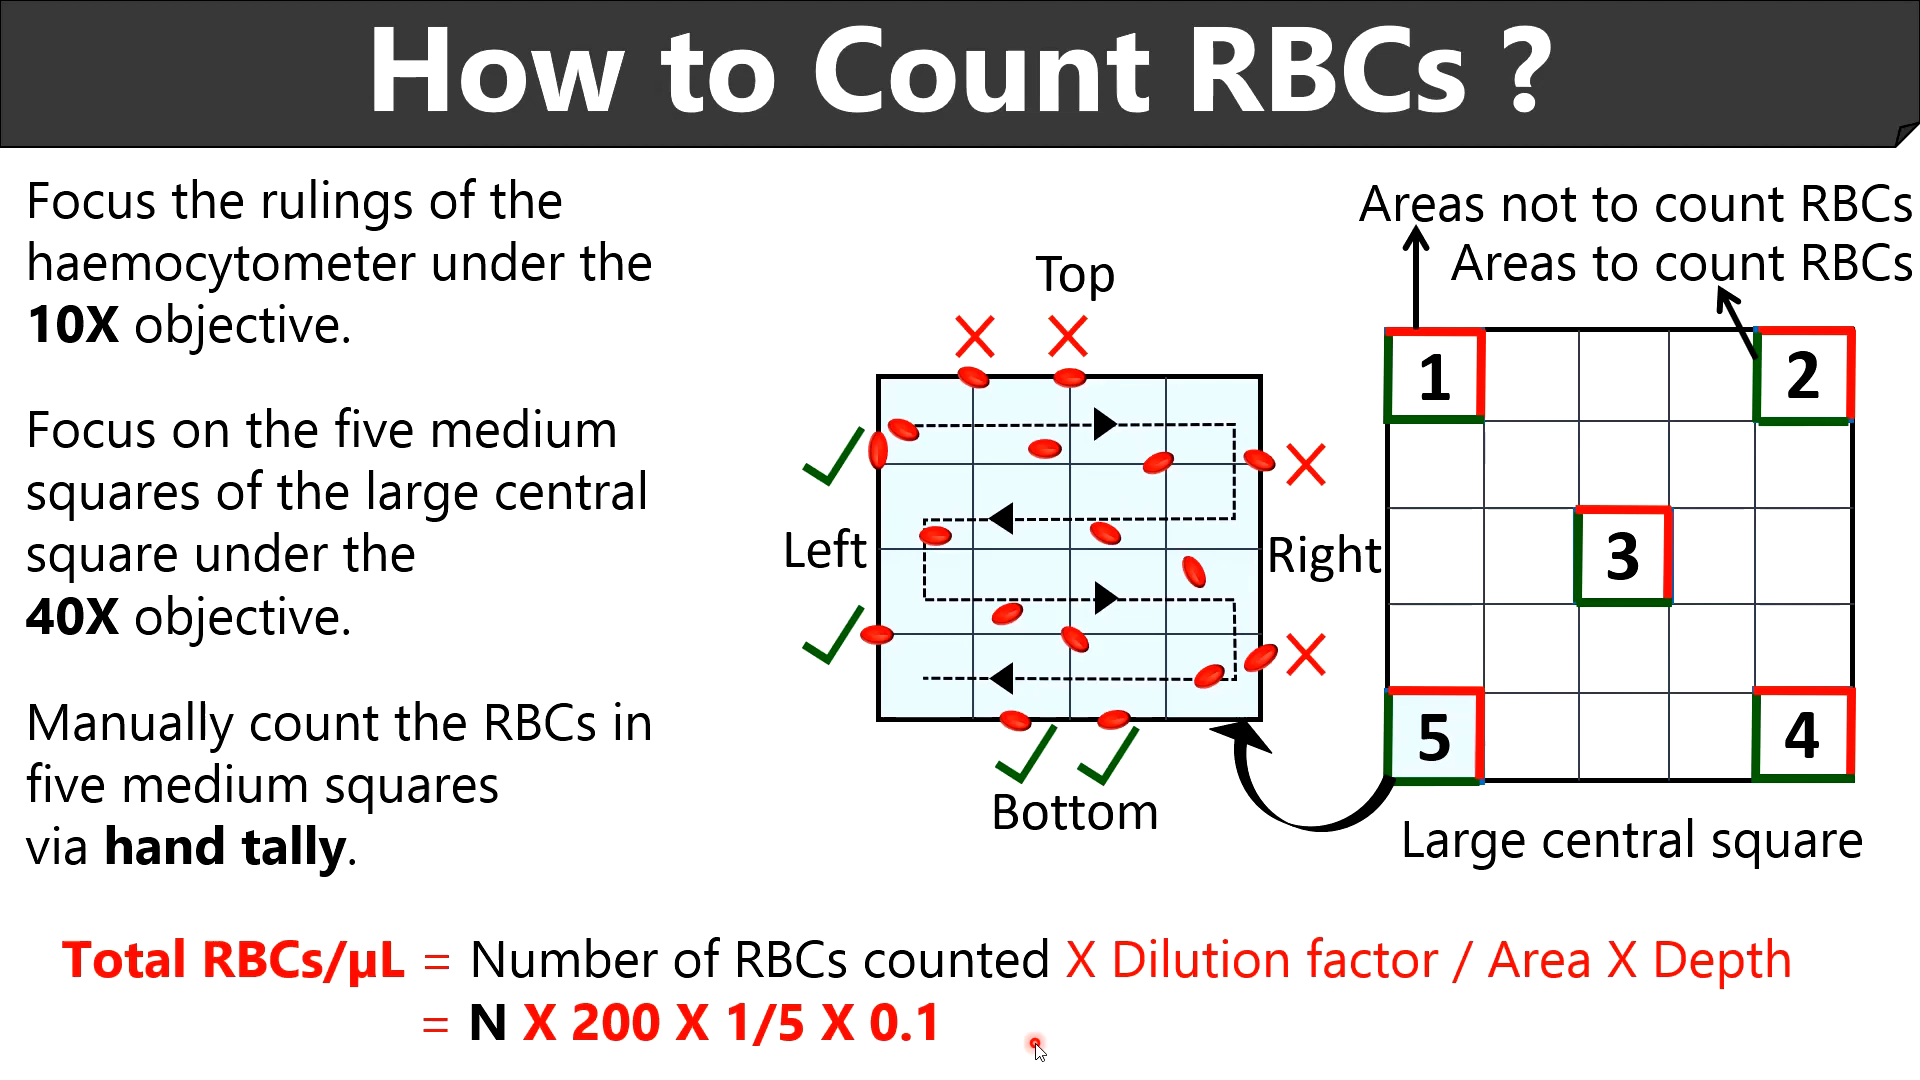 How to Count RBCs ?
Focus the rulings of the
haemocytometer under the
10X objective.
Focus on the five medium
squares of the large central
square under the
40X objective.
Manually count the RBCs in
five medium squares
via hand tally.
Top
Left
Right
Bottom
Areas not to count RBCs
Areas to count RBCs
1
2
3
5
4
Large central square
Total RBCs/µL = Number of RBCs counted X Dilution factor / Area X Depth
= N X 200 X 1/5 X 0.1